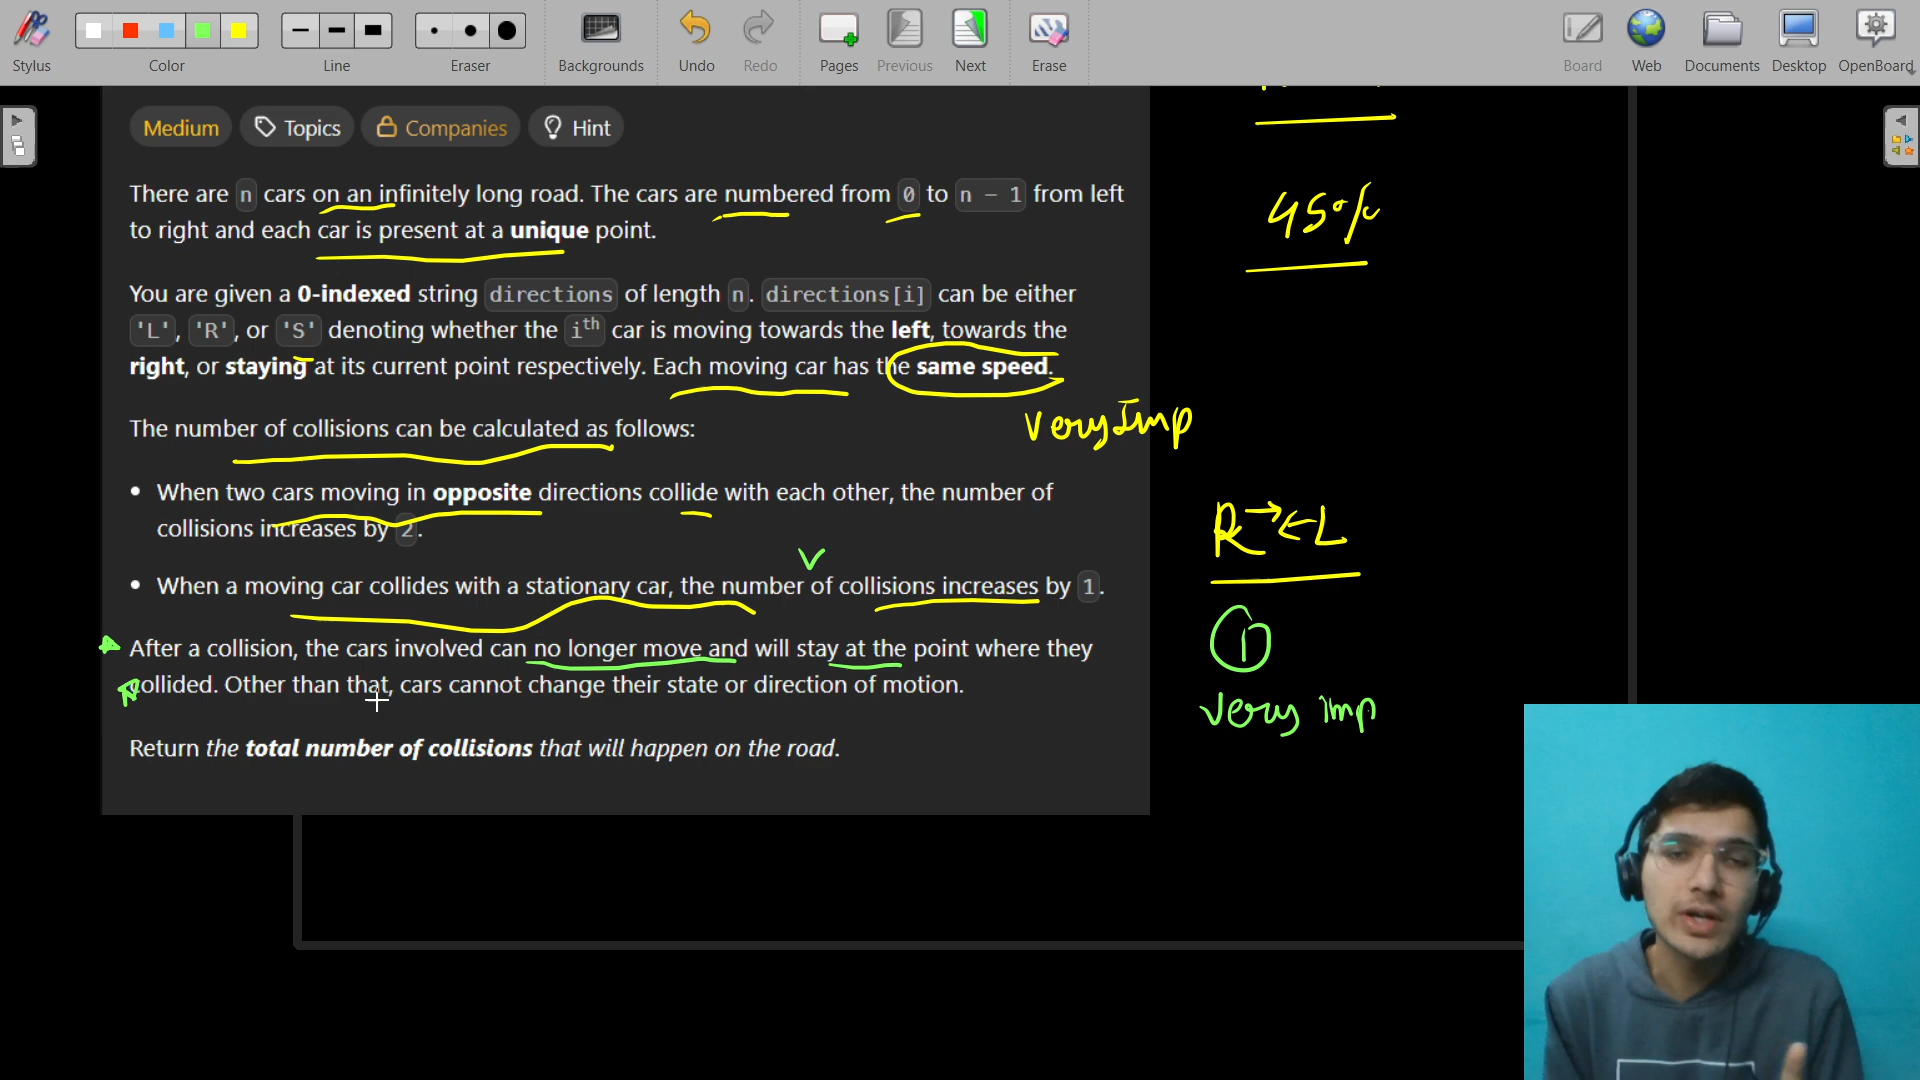 Stylus
Color
Line
Eraser
Backgrounds
Undo
Redo
Pages
Previous
Next
Erase
Board
Web
Documents
Desktop
OpenBoard
Medium
Topics
Companies
Hint
There are n cars on an infinitely long road. The cars are numbered from 0 to n - 1 from left
to right and each car is present at a unique point.
45%
You are given a 0-indexed string directions of length n. directions[i] can be either
'L', 'R', or 'S' denoting whether the ith car is moving towards the left, towards the
right, or staying at its current point respectively. Each moving car has the same speed.
very Imp
The number of collisions can be calculated as follows:
• When two cars moving in opposite directions collide with each other, the number of
collisions increases by 2.
R→←L
• When a moving car collides with a stationary car, the number of collisions increases by 1.
1
After a collision, the cars involved can no longer move and will stay at the point where they
collided. Other than that, cars cannot change their state or direction of motion.
very imp
Return the total number of collisions that will happen on the road.